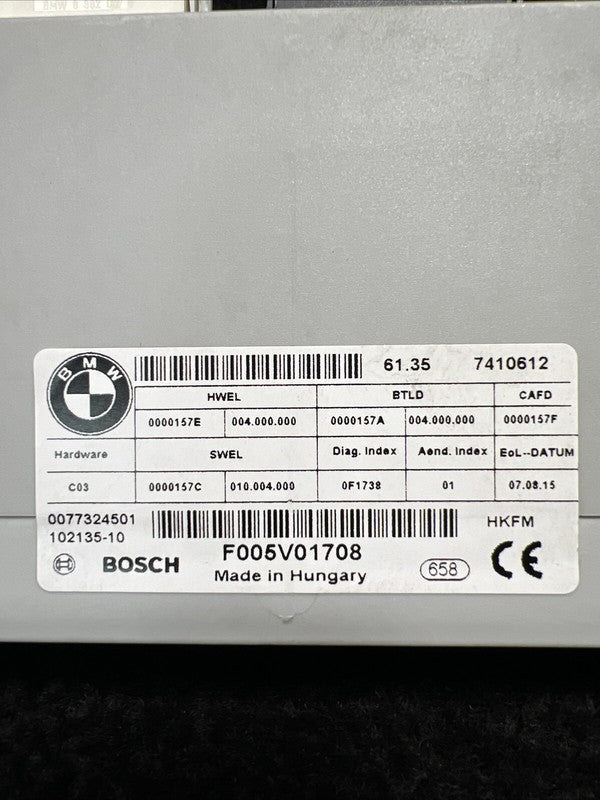 BMW
61.35 7410612
HWEL BTLD CAFD
0000157E 004.000.000 0000157A 004.000.000 0000157F
Hardware SWEL Diag. Index Aend. Index EoL--DATUM
C03 0000157C 010.004.000 0F1738 01 07.08.15
0077324501 HKFM
102135-10
BOSCH F005V01708 658 CE
Made in Hungary